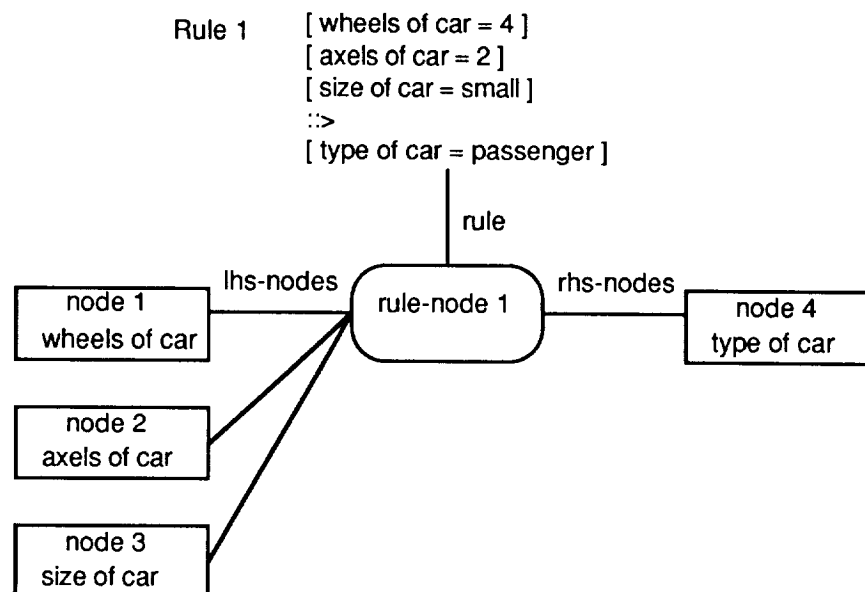 Rule 1 [ wheels of car = 4 ]
[ axels of car = 2 ]
[ size of car = small ]
::>
[ type of car = passenger ]
rule
lhs-nodes
rule-node 1
rhs-nodes
node 1
wheels of car
node 4
type of car
node 2
axels of car
node 3
size of car